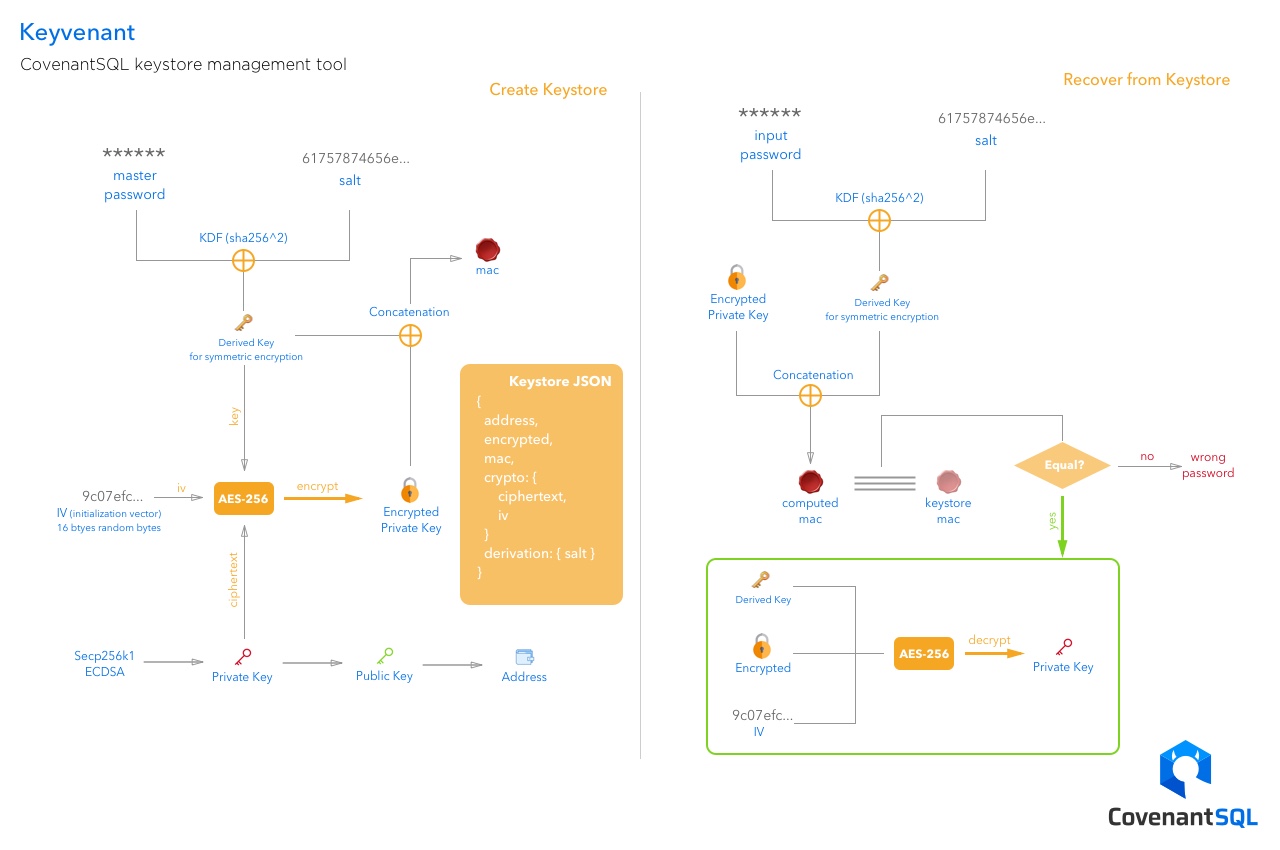 Keyvenant
CovenantSQL keystore management tool
Create Keystore
******
master
password
61757874656e...
salt
KDF (sha256^2)
mac
Concatenation
Derived Key
for symmetric encryption
key
Keystore JSON
{
address,
encrypted,
mac,
crypto: {
ciphertext,
iv
}
derivation: { salt }
}
9c07efc...
IV (initialization vector)
16 btyes random bytes
iv
AES-256
encrypt
Encrypted
Private Key
ciphertext
Secp256k1
ECDSA
Private Key
Public Key
Address
Recover from Keystore
******
input
password
61757874656e...
salt
KDF (sha256^2)
Encrypted
Private Key
Derived Key
for symmetric encryption
Concatenation
computed
mac
keystore
mac
Equal?
no
wrong
password
yes
Derived Key
Encrypted
9c07efc...
IV
AES-256
decrypt
Private Key
CovenantSQL